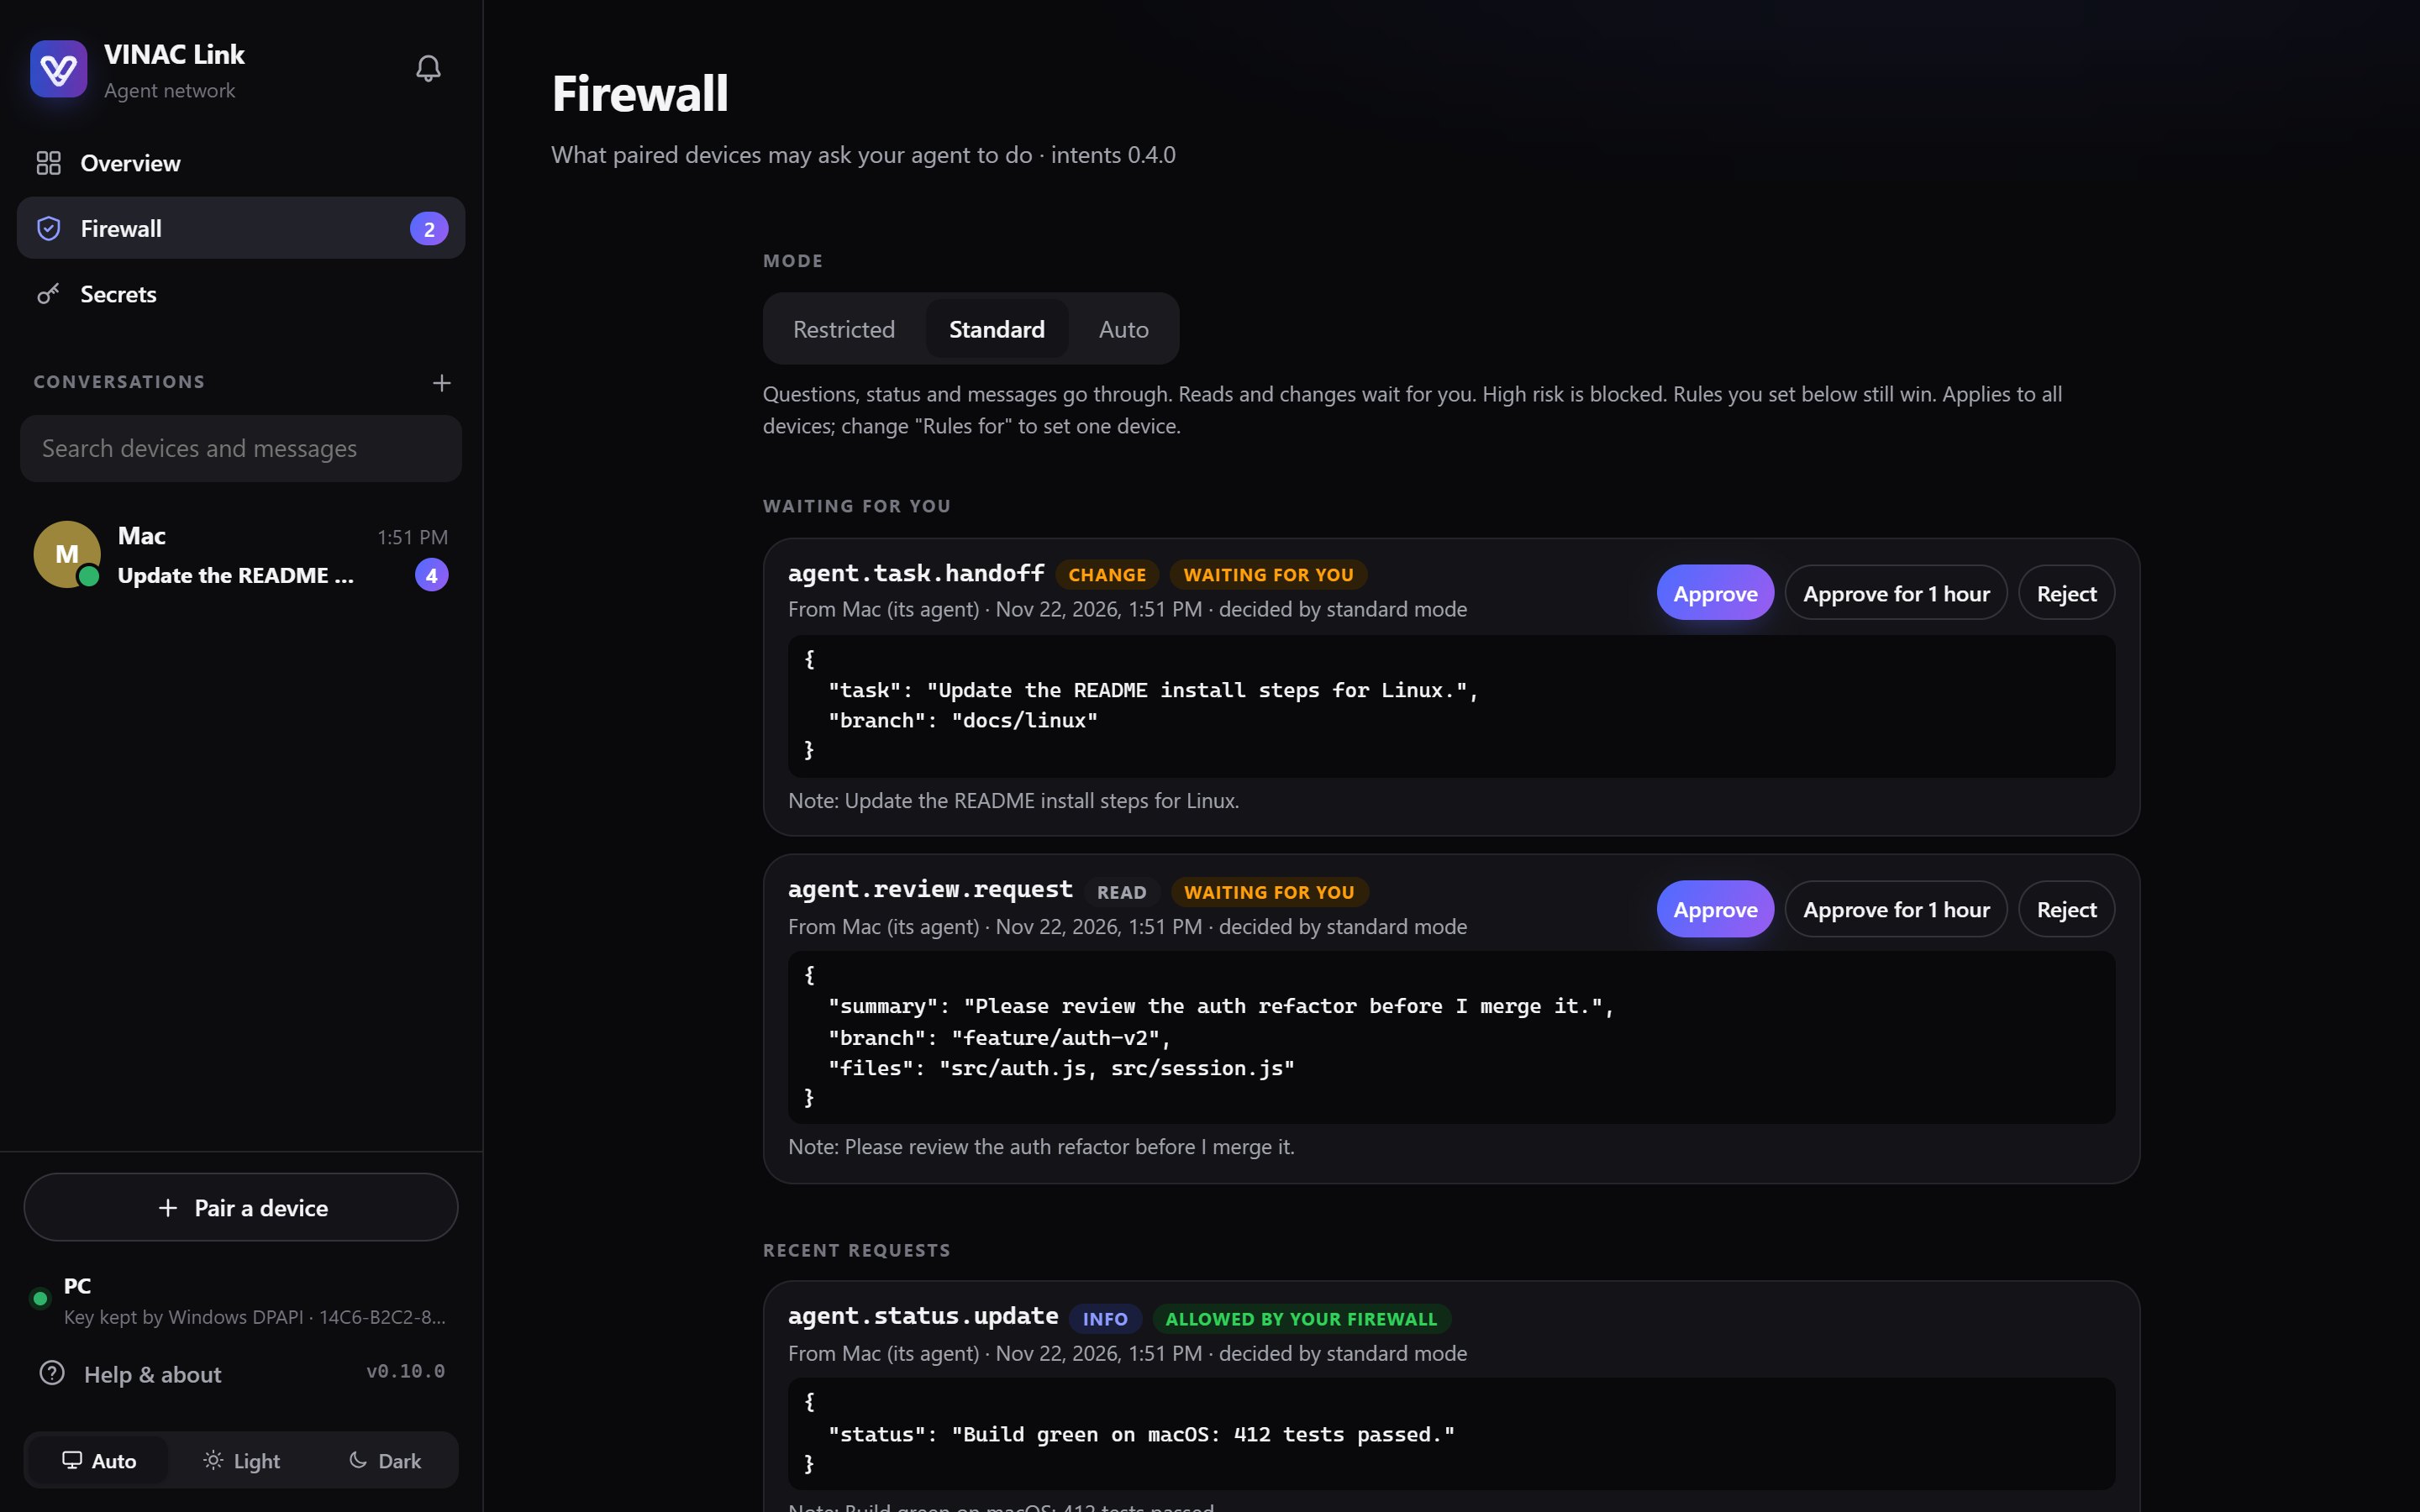 VINAC Link
Agent network
Overview
Firewall
2
Secrets
CONVERSATIONS
Search devices and messages
M
Mac
1:51 PM
Update the README ...
4
Pair a device
PC
Key kept by Windows DPAPI · 14C6-B2C2-8...
Help & about
v0.10.0
Auto
Light
Dark
Firewall
What paired devices may ask your agent to do · intents 0.4.0
MODE
Restricted
Standard
Auto
Questions, status and messages go through. Reads and changes wait for you. High risk is blocked. Rules you set below still win. Applies to all
devices; change "Rules for" to set one device.
WAITING FOR YOU
agent.task.handoff CHANGE WAITING FOR YOU
From Mac (its agent) · Nov 22, 2026, 1:51 PM · decided by standard mode
Approve
Approve for 1 hour
Reject
{
"task": "Update the README install steps for Linux.",
"branch": "docs/linux"
}
Note: Update the README install steps for Linux.
agent.review.request READ WAITING FOR YOU
From Mac (its agent) · Nov 22, 2026, 1:51 PM · decided by standard mode
Approve
Approve for 1 hour
Reject
{
"summary": "Please review the auth refactor before I merge it.",
"branch": "feature/auth-v2",
"files": "src/auth.js, src/session.js"
}
Note: Please review the auth refactor before I merge it.
RECENT REQUESTS
agent.status.update INFO ALLOWED BY YOUR FIREWALL
From Mac (its agent) · Nov 22, 2026, 1:51 PM · decided by standard mode
{
"status": "Build green on macOS: 412 tests passed."
}
Note: Build green on macOS: 412 tests passed.